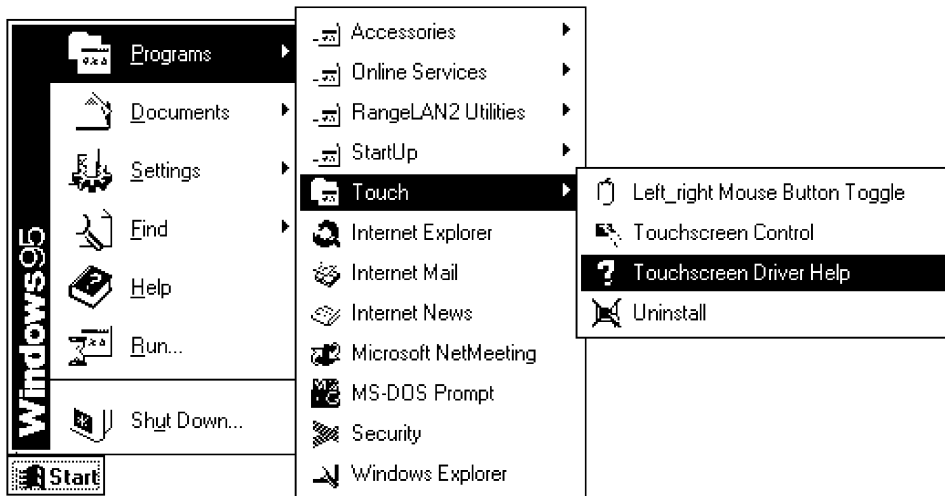 Programs
Documents
Settings
Find
Help
Run...
Shut Down...
Windows95
Start
Accessories
Online Services
RangeLAN2 Utilities
StartUp
Touch
Internet Explorer
Internet Mail
Internet News
Microsoft NetMeeting
MS-DOS Prompt
Security
Windows Explorer
Left_right Mouse Button Toggle
Touchscreen Control
Touchscreen Driver Help
Uninstall